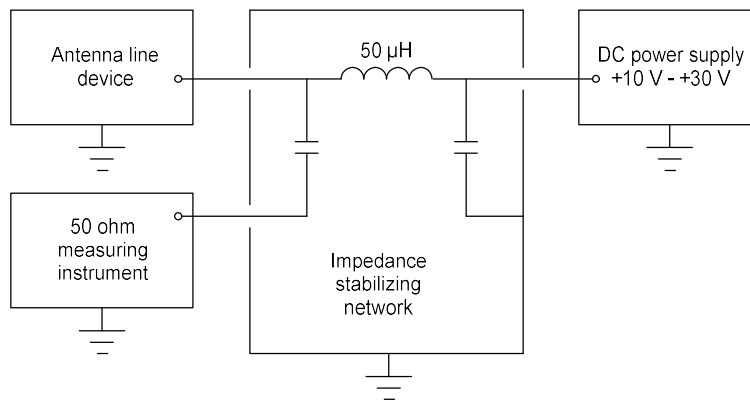 Antenna line
device
50 µH
DC power supply
+10 V - +30 V
50 ohm
measuring
instrument
Impedance
stabilizing
network